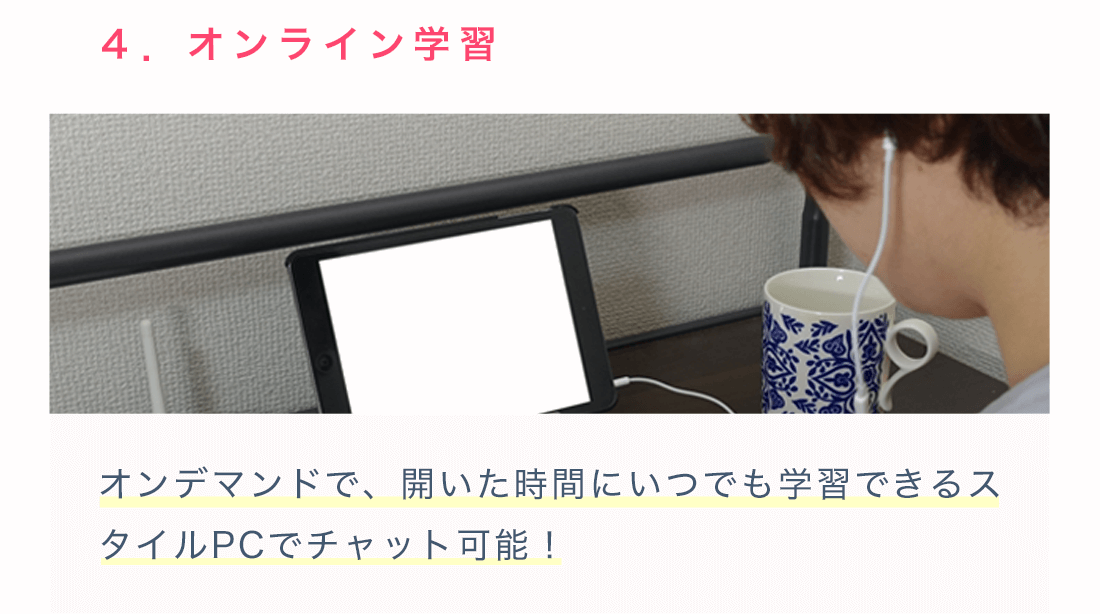 ４．オンライン学習
オンデマンドで、開いた時間にいつでも学習できるス
タイルPCでチャット可能！